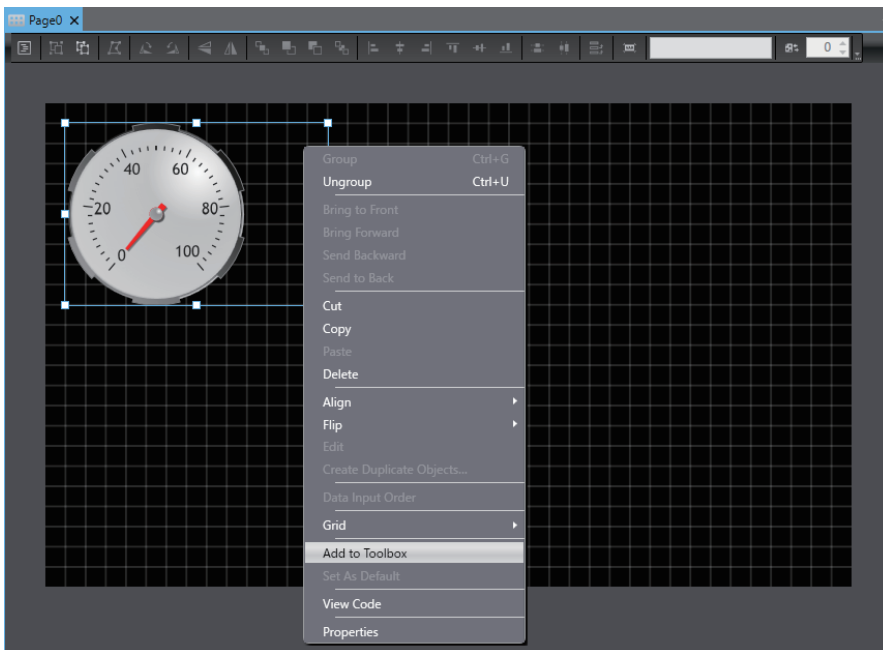 Page0
0
40 60
20 80
0 100
Group Ctrl+G
Ungroup Ctrl+U
Bring to Front
Bring Forward
Send Backward
Send to Back
Cut
Copy
Paste
Delete
Align
Flip
Edit
Create Duplicate Objects...
Data Input Order
Grid
Add to Toolbox
Set As Default
View Code
Properties